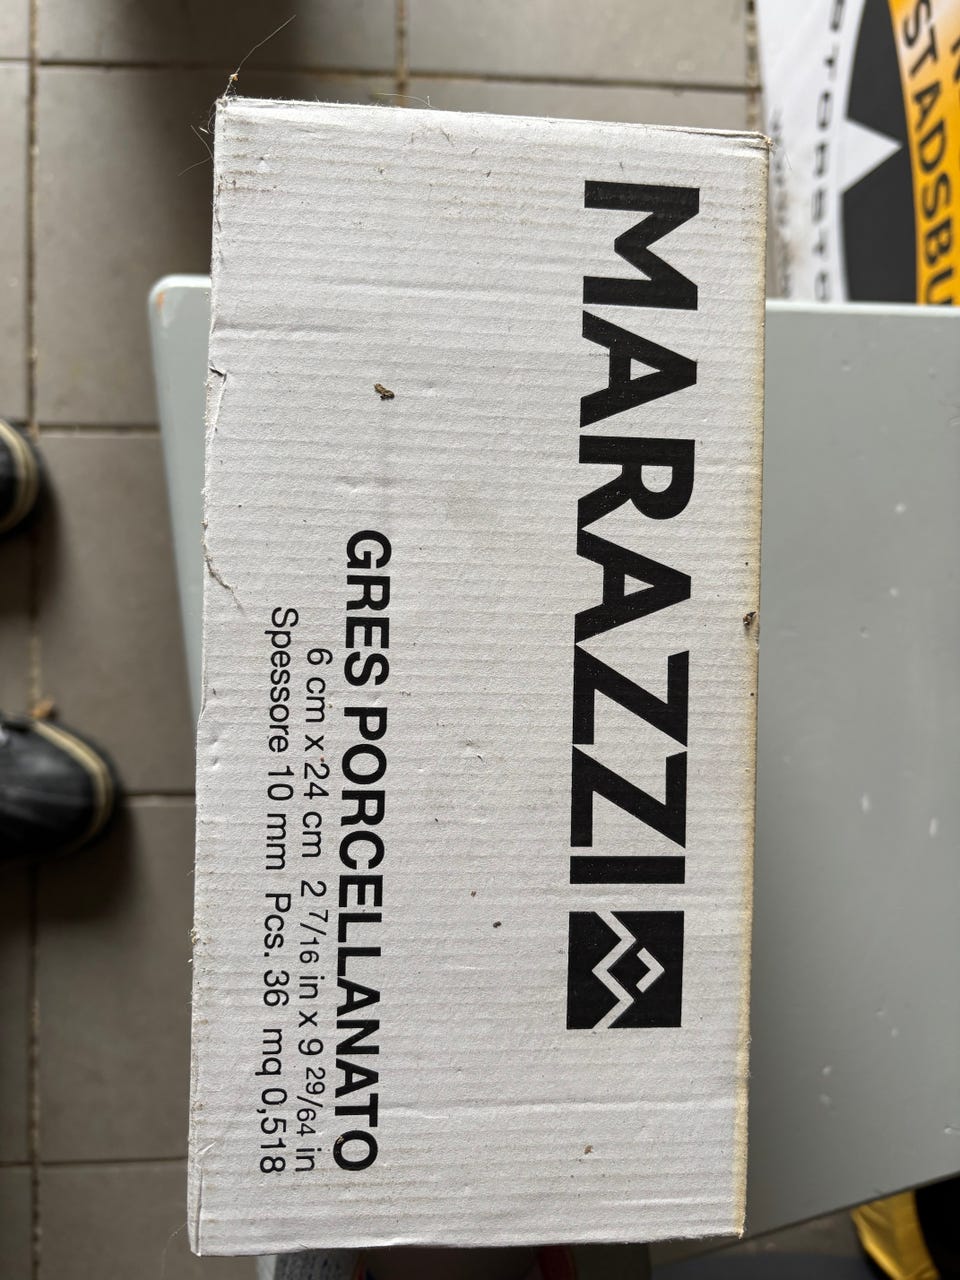 MARAZZI
GRES PORCELLANATO
6 cm x 24 cm 2 7/16 in x 9 29/64 in
Spessore 10 mm Pcs. 36 mq 0,518